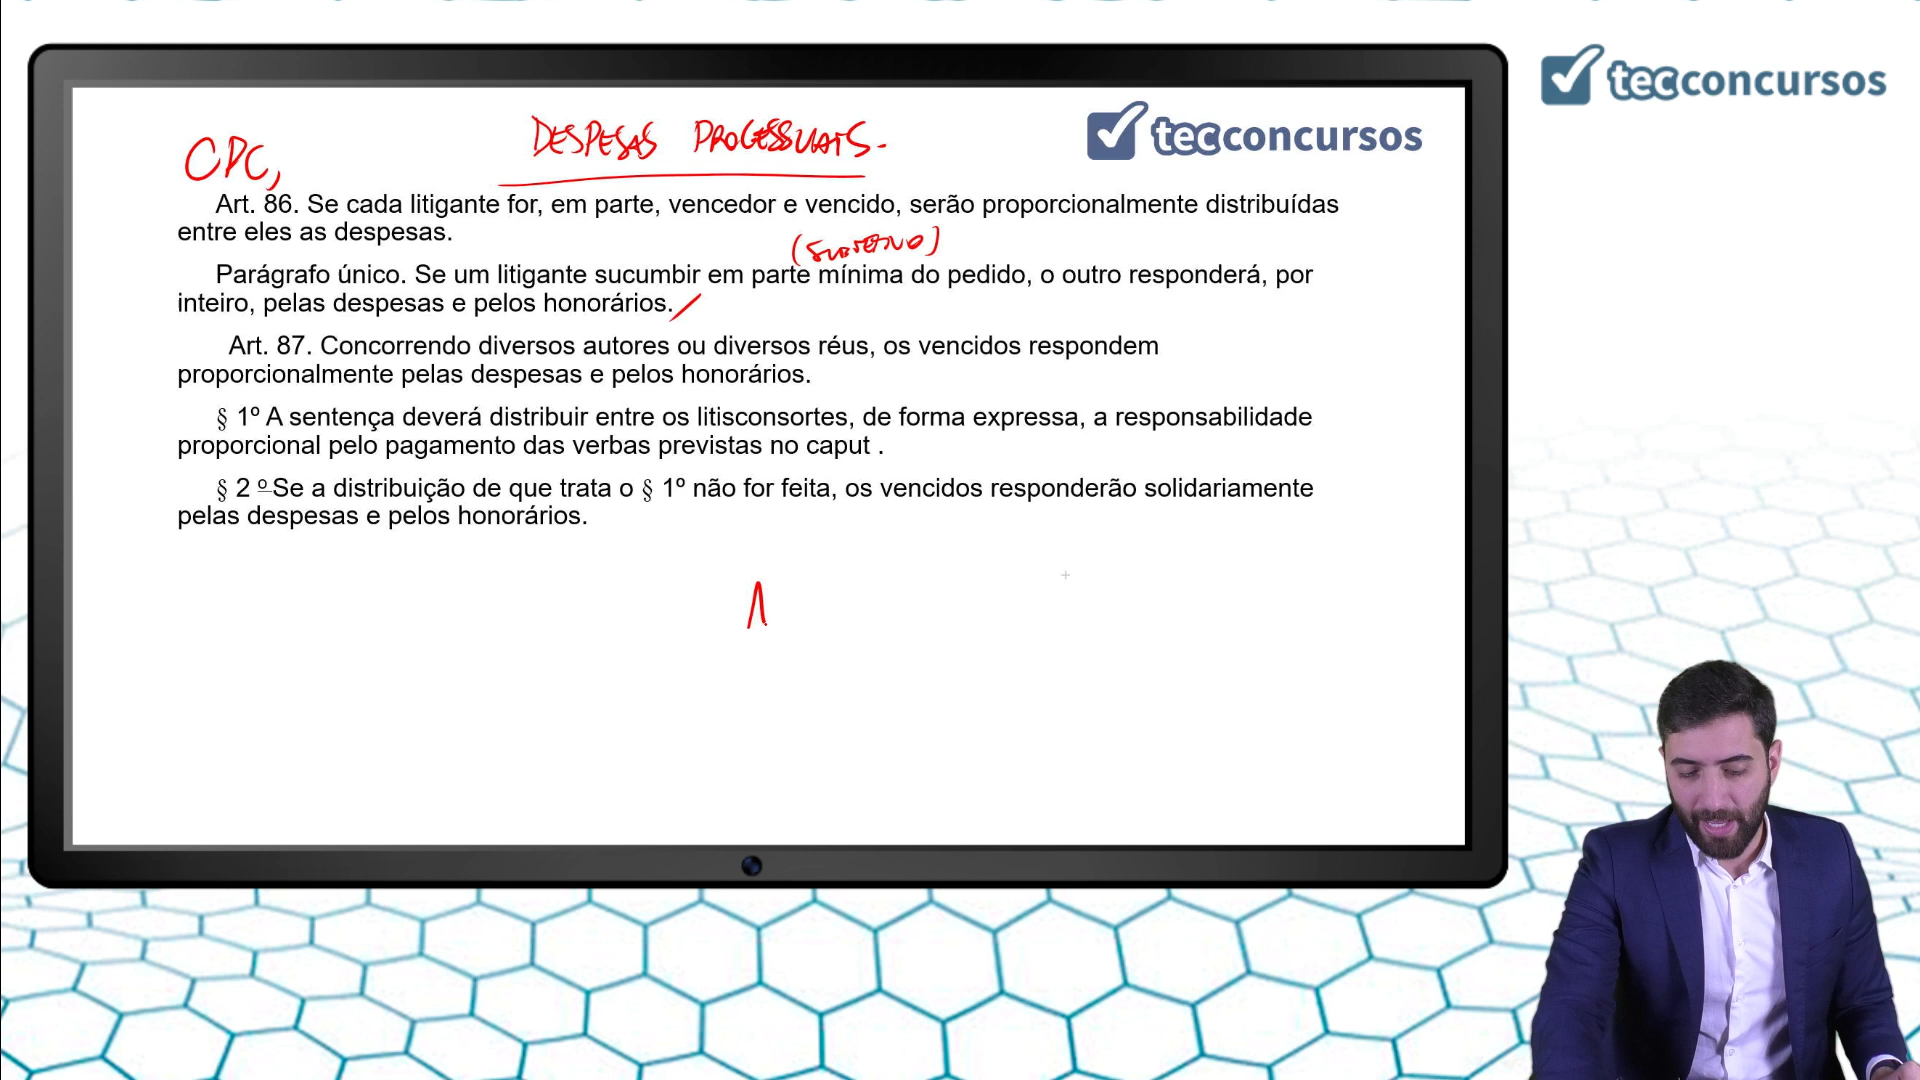 tecconcursos
DESPESAS PROCESSUAIS.
tecconcursos
CPC,
Art. 86. Se cada litigante for, em parte, vencedor e vencido, serão proporcionalmente distribuídas
entre eles as despesas.
Parágrafo único. Se um litigante sucumbir em parte mínima do pedido, o outro responderá, por
inteiro, pelas despesas e pelos honorários.
Art. 87. Concorrendo diversos autores ou diversos réus, os vencidos respondem
proporcionalmente pelas despesas e pelos honorários.
§ 1º A sentença deverá distribuir entre os litisconsortes, de forma expressa, a responsabilidade
proporcional pelo pagamento das verbas previstas no caput .
§ 2 º Se a distribuição de que trata o § 1º não for feita, os vencidos responderão solidariamente
pelas despesas e pelos honorários.